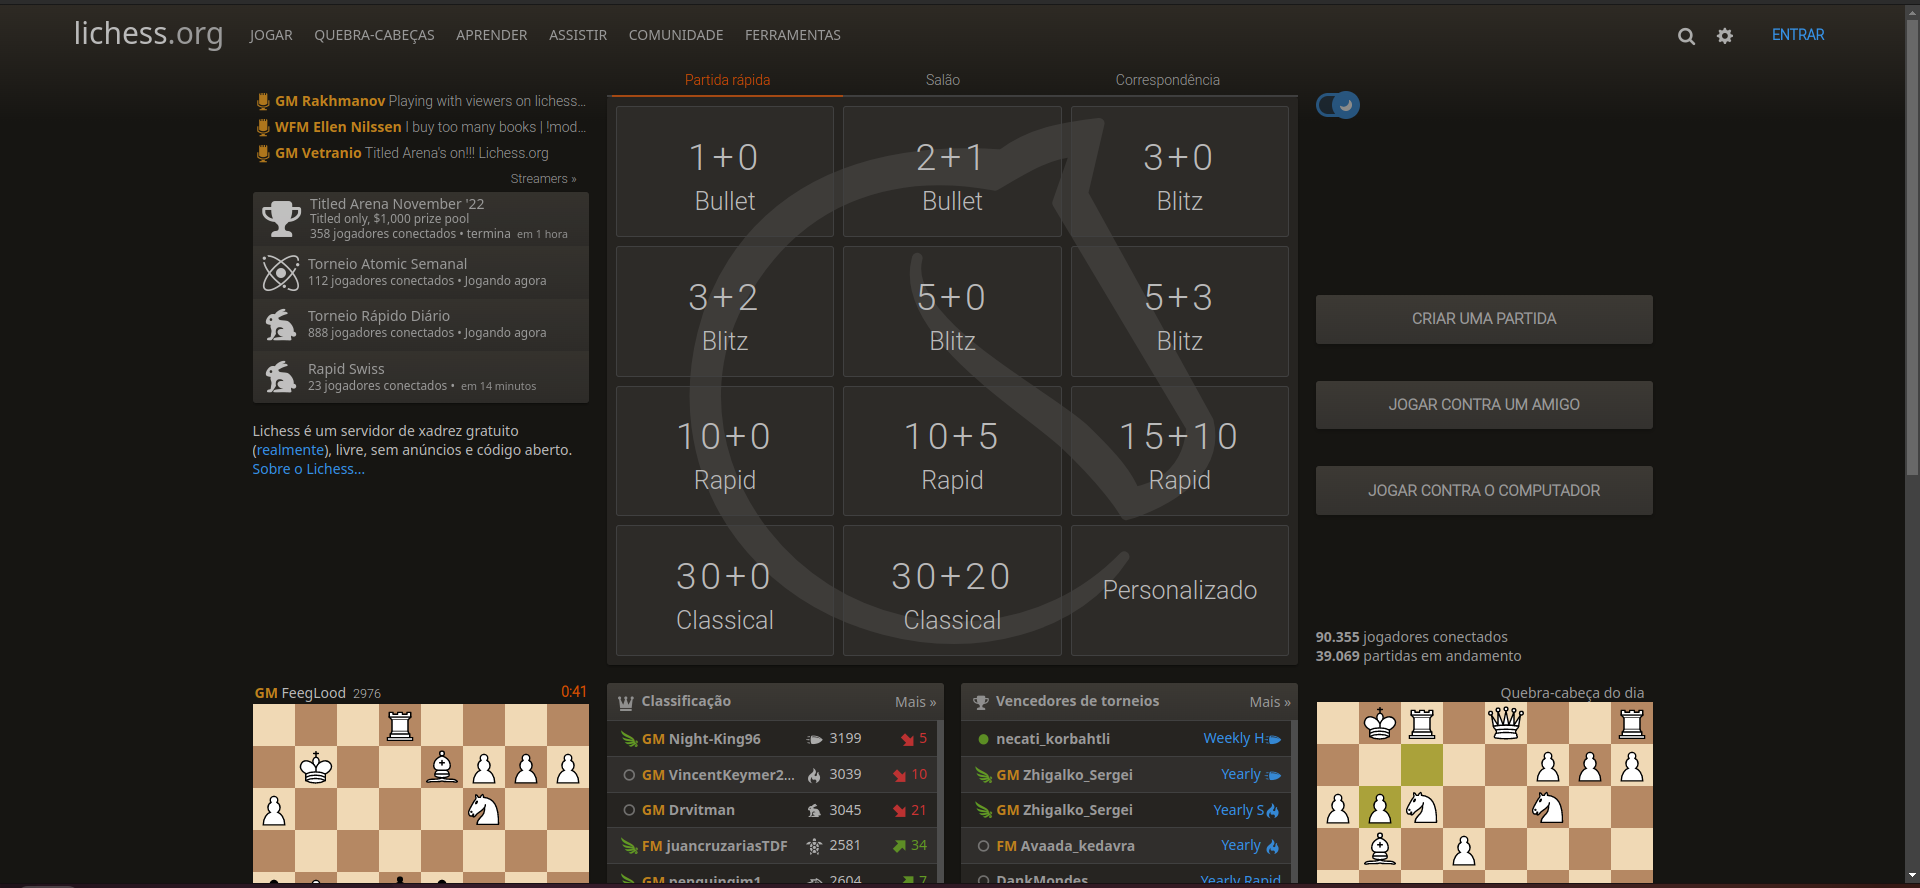 lichess.org JOGAR QUEBRA-CABEÇAS APRENDER ASSISTIR COMUNIDADE FERRAMENTAS ENTRAR
GM Rakhmanov Playing with viewers on lichess...
WFM Ellen Nilssen I buy too many books | !mod...
GM Vetranio Titled Arena's on!!! Lichess.org
Streamers »
Titled Arena November '22
Titled only, $1,000 prize pool
358 jogadores conectados • termina em 1 hora
Torneio Atomic Semanal
112 jogadores conectados • Jogando agora
Torneio Rápido Diário
888 jogadores conectados • Jogando agora
Rapid Swiss
23 jogadores conectados • em 14 minutos
Lichess é um servidor de xadrez gratuito
(realmente), livre, sem anúncios e código aberto.
Sobre o Lichess...
Partida rápida Salão Correspondência
1+0 2+1 3+0
Bullet Bullet Blitz
3+2 5+0 5+3
Blitz Blitz Blitz
10+0 10+5 15+10
Rapid Rapid Rapid
30+0 30+20
Classical Classical Personalizado
CRIAR UMA PARTIDA
JOGAR CONTRA UM AMIGO
JOGAR CONTRA O COMPUTADOR
90.355 jogadores conectados
39.069 partidas em andamento
GM FeegLood 2976 0:41
Classificação Mais »
GM Night-King96 3199 5
GM VincentKeymer2... 3039 10
GM Drvitman 3045 21
FM juancruzariasTDF 2581 34
GM penguingim1 2604 7
Vencedores de torneios Mais »
necati_korbahtli Weekly H
GM Zhigalko_Sergei Yearly
GM Zhigalko_Sergei Yearly S
FM Avaada_kedavra Yearly
DankMondes Yearly Rapid
Quebra-cabeça do dia